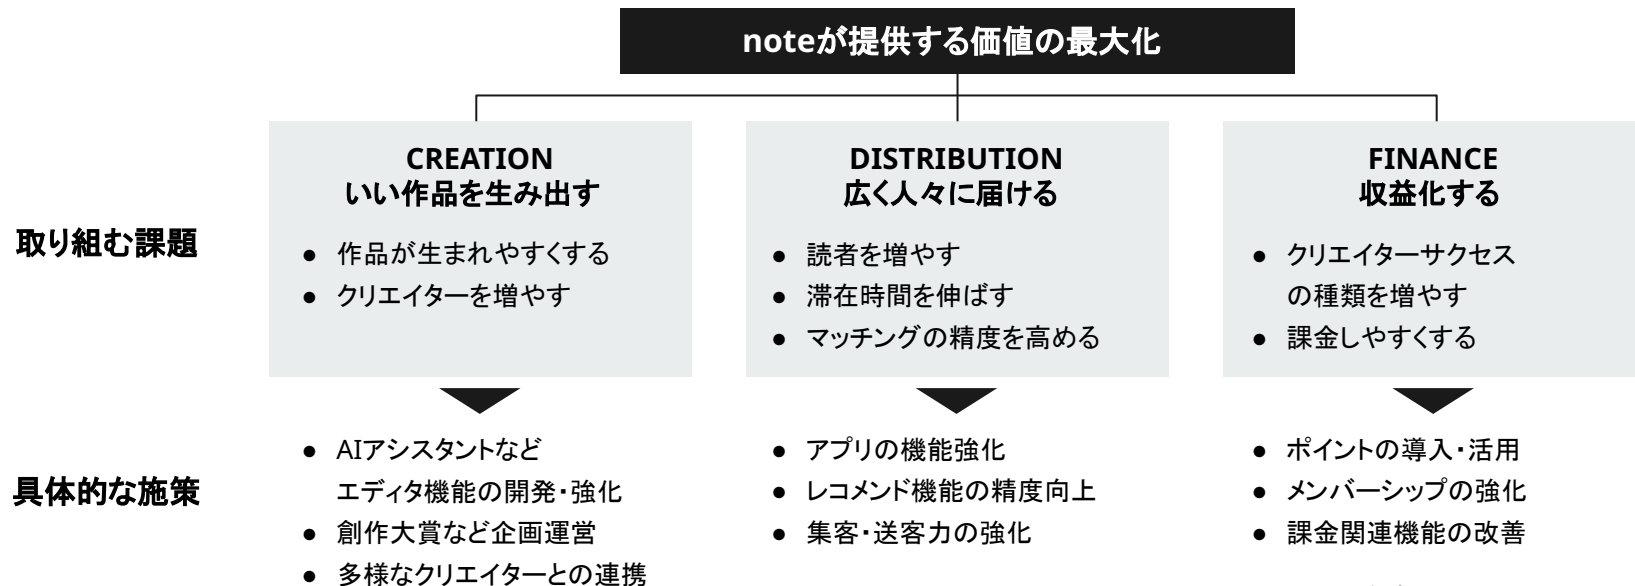 noteが提供する価値の最大化
取り組む課題
CREATION
いい作品を生み出す
● 作品が生まれやすくする
● クリエイターを増やす
DISTRIBUTION
広く人々に届ける
● 読者を増やす
● 滞在時間を伸ばす
● マッチングの精度を高める
FINANCE
収益化する
● クリエイターサクセス
の種類を増やす
● 課金しやすくする
具体的な施策
● AIアシスタントなど
エディタ機能の開発・強化
● 創作大賞など企画運営
● 多様なクリエイターとの連携
● アプリの機能強化
● レコメンド機能の精度向上
● 集客・送客力の強化
● ポイントの導入・活用
● メンバーシップの強化
● 課金関連機能の改善